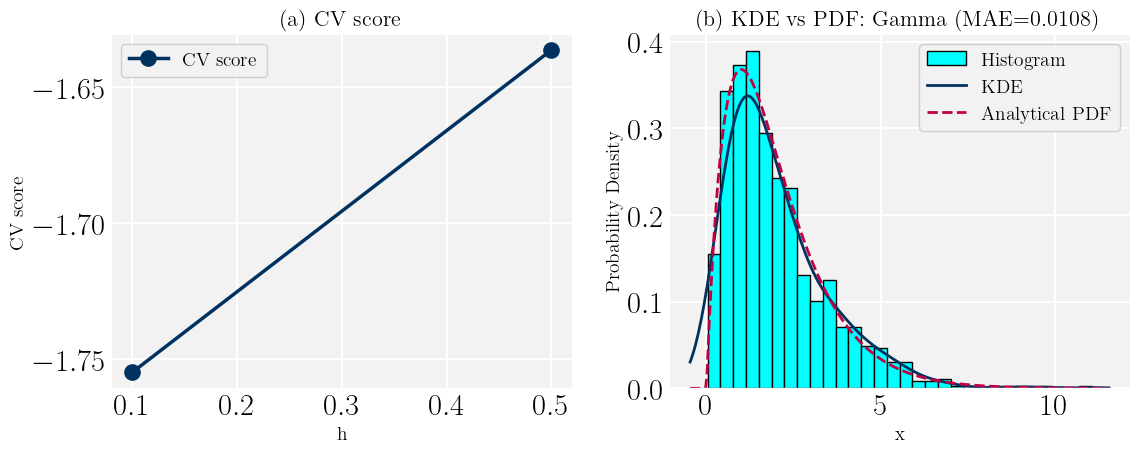 (a) CV score
CV score
−1.65
−1.70
−1.75
CV score
0.1 0.2 0.3 0.4 0.5
h
(b) KDE vs PDF: Gamma (MAE=0.0108)
Histogram
KDE
Analytical PDF
0.4
0.3
0.2
0.1
0.0
Probability Density
0 5 10
x